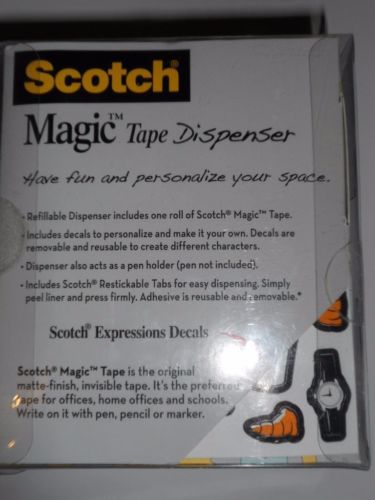 Scotch®
Magic™ Tape Dispenser
Have fun and personalize your space.
• Refillable Dispenser includes one roll of Scotch® Magic™ Tape.
• Includes decals to personalize and make it your own. Decals are
removable and reusable to create different characters.
• Dispenser also acts as a pen holder (pen not included).
• Includes Scotch® Restickable Tabs for easy dispensing. Simply
peel liner and press firmly. Adhesive is reusable and removable.*
Scotch® Expressions Decals
Scotch® Magic™ Tape is the original
matte-finish, invisible tape. It's the preferred
tape for offices, home offices and schools.
Write on it with pen, pencil or marker.